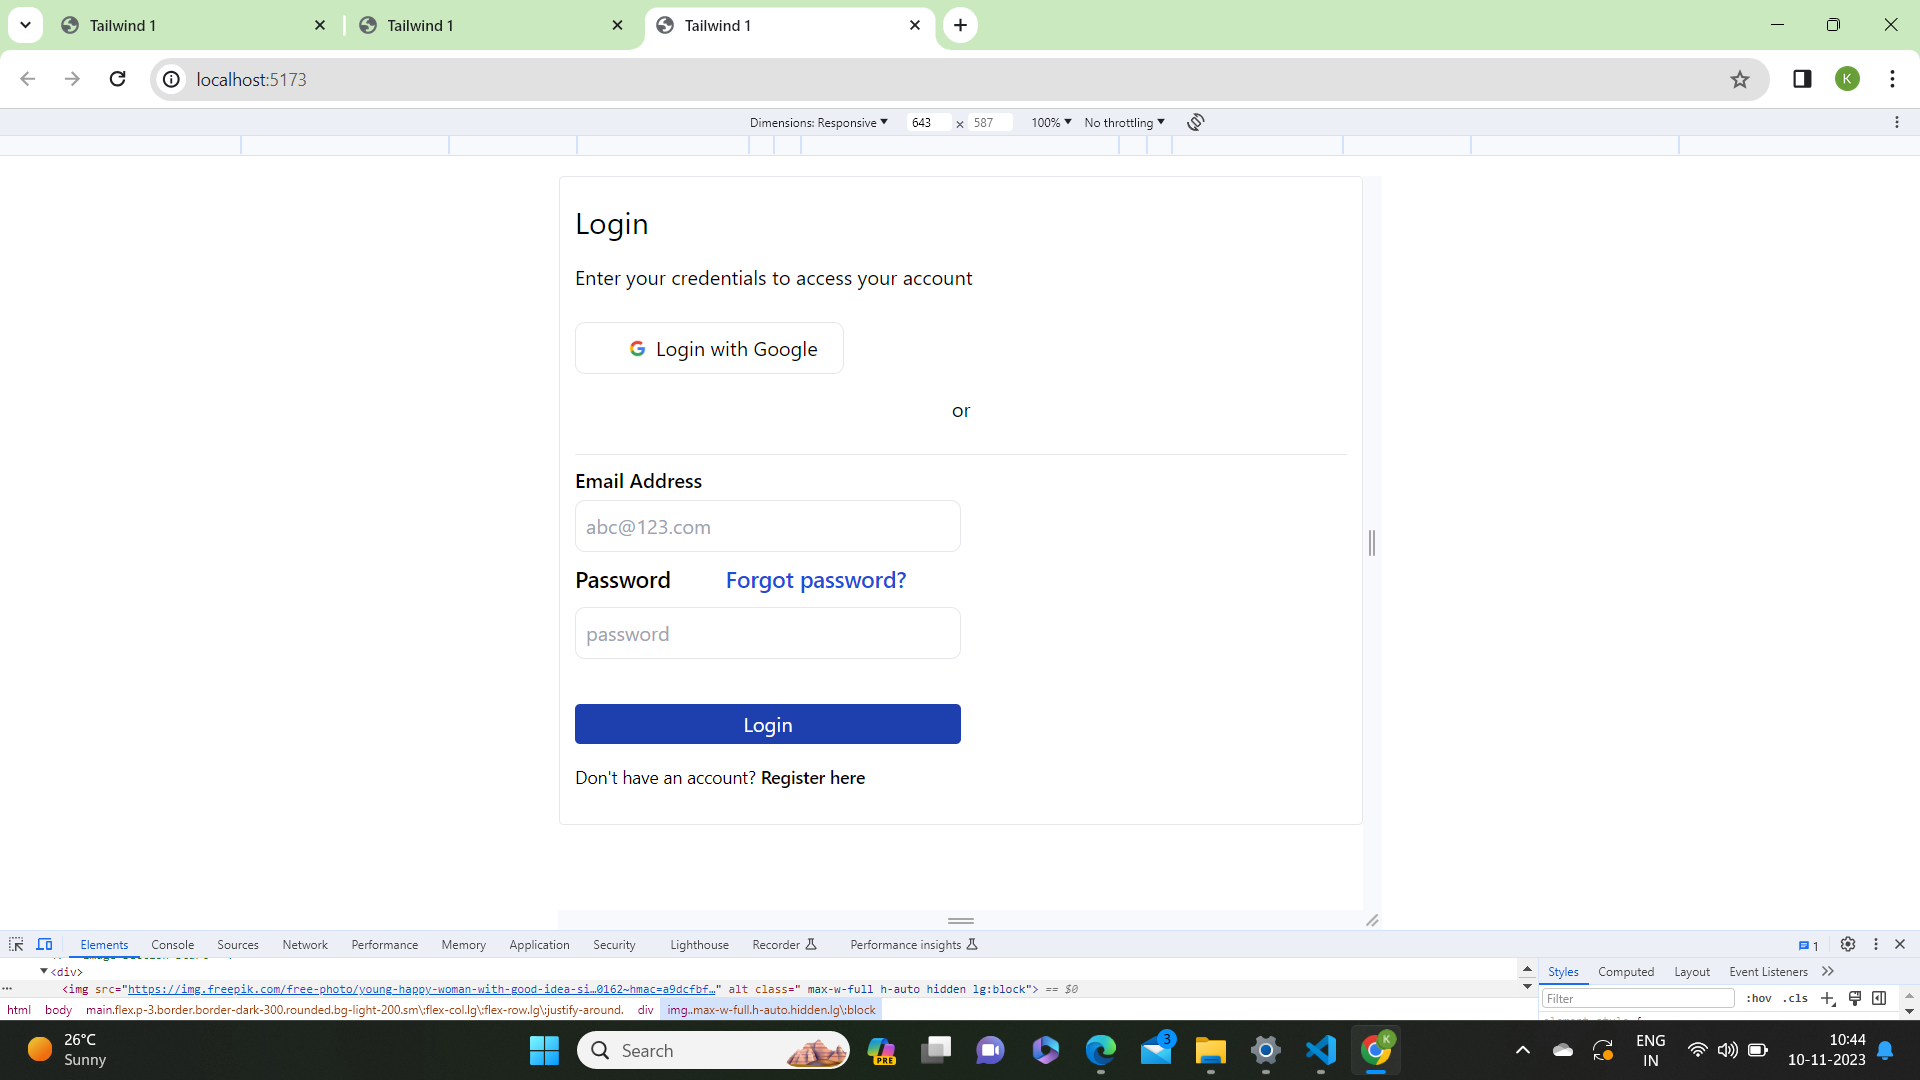 Tailwind 1
Tailwind 1
Tailwind 1
localhost:5173
K
Dimensions: Responsive
643 × 587
100%
No throttling
Login
Enter your credentials to access your account
Login with Google
or
Email Address
abc@123.com
Password Forgot password?
password
Login
Don't have an account? Register here
Elements Console Sources Network Performance Memory Application Security Lighthouse Recorder Performance insights 1
<div>
<img src="https://img.freepik.com/free-photo/young-happy-woman-with-good-idea-si…0162~hmac=a9dcfbf…" alt class=" max-w-full h-auto hidden lg:block"> == $0
html body main.flex.p-3.border.border-dark-300.rounded.bg-light-200.sm\:flex-col.lg\:flex-row.lg\:justify-around. div img..max-w-full.h-auto.hidden.lg\:block
Styles Computed Layout Event Listeners
Filter :hov .cls
26°C
Sunny
Search
PRE
3
K
ENG
IN
10:44
10-11-2023